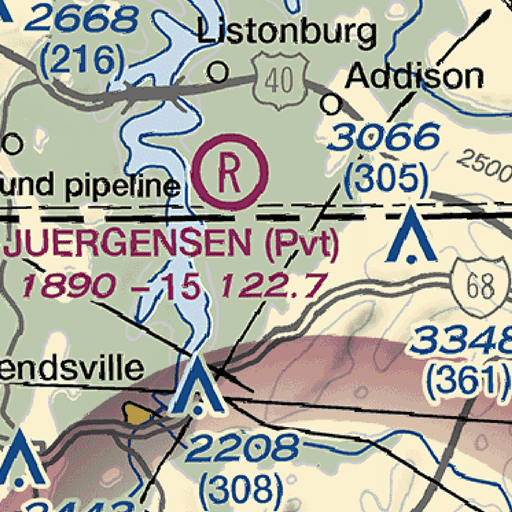 2668
(216)
Listonburg
40
Addison
3066
(305)
2500
R
und pipeline
JUERGENSEN (Pvt)
1890 - 15 122.7
68
3348
(361)
endsville
2208
(308)
2443